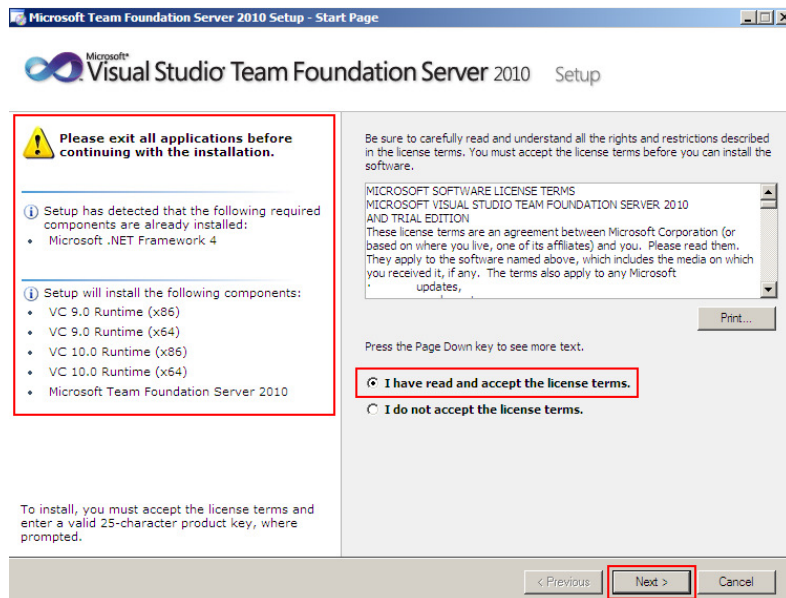 Microsoft Team Foundation Server 2010 Setup - Start Page
Microsoft®
Visual Studio® Team Foundation Server 2010 Setup
Please exit all applications before
continuing with the installation.
Setup has detected that the following required
components are already installed:
• Microsoft .NET Framework 4
Setup will install the following components:
• VC 9.0 Runtime (x86)
• VC 9.0 Runtime (x64)
• VC 10.0 Runtime (x86)
• VC 10.0 Runtime (x64)
• Microsoft Team Foundation Server 2010
To install, you must accept the license terms and
enter a valid 25-character product key, where
prompted.
Be sure to carefully read and understand all the rights and restrictions described
in the license terms. You must accept the license terms before you can install the
software.
MICROSOFT SOFTWARE LICENSE TERMS
MICROSOFT VISUAL STUDIO TEAM FOUNDATION SERVER 2010
AND TRIAL EDITION
These license terms are an agreement between Microsoft Corporation (or
based on where you live, one of its affiliates) and you. Please read them.
They apply to the software named above, which includes the media on which
you received it, if any. The terms also apply to any Microsoft
· updates,
Print...
Press the Page Down key to see more text.
I have read and accept the license terms.
I do not accept the license terms.
< Previous
Next >
Cancel